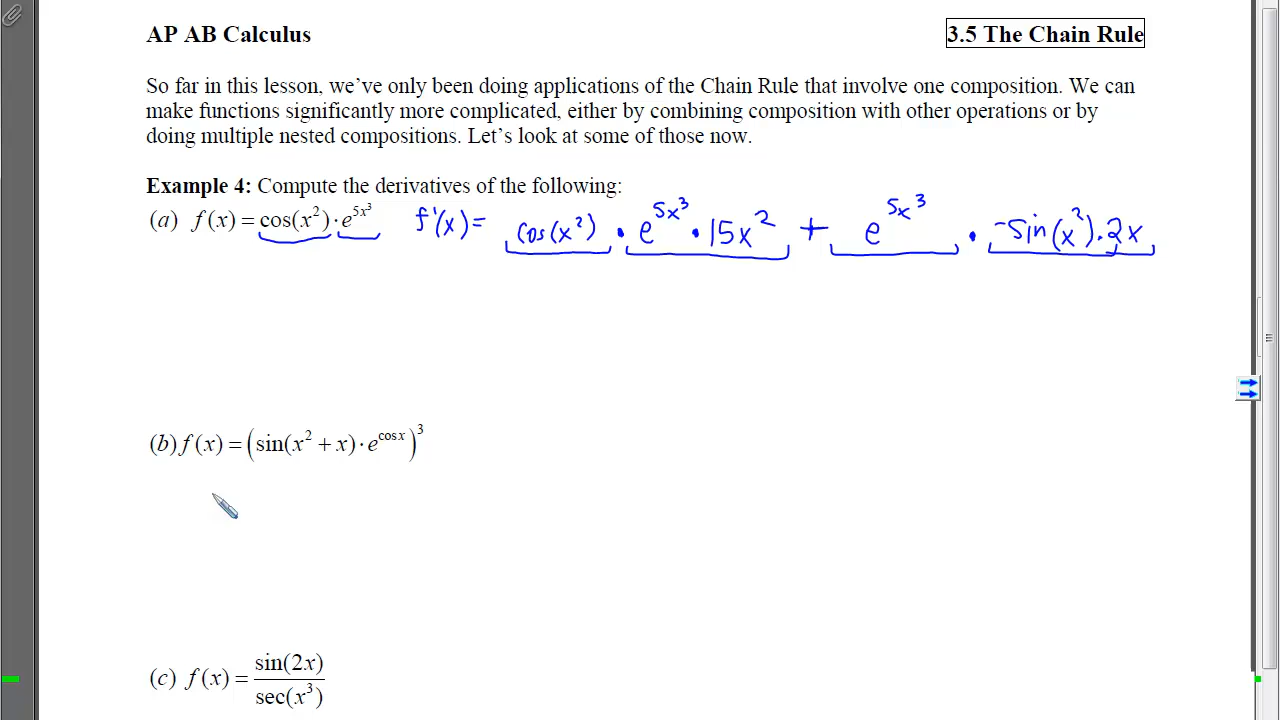 AP AB Calculus 3.5 The Chain Rule
So far in this lesson, we've only been doing applications of the Chain Rule that involve one composition. We can
make functions significantly more complicated, either by combining composition with other operations or by
doing multiple nested compositions. Let's look at some of those now.
Example 4: Compute the derivatives of the following:
(a) f(x) = cos(x²)·e^(5x³) f'(x) = cos(x²) · e^(5x³) · 15x² + e^(5x³) · -sin(x²)·2x
(b) f(x) = (sin(x² + x)·e^(cos x))³
(c) f(x) = sin(2x)/sec(x³)